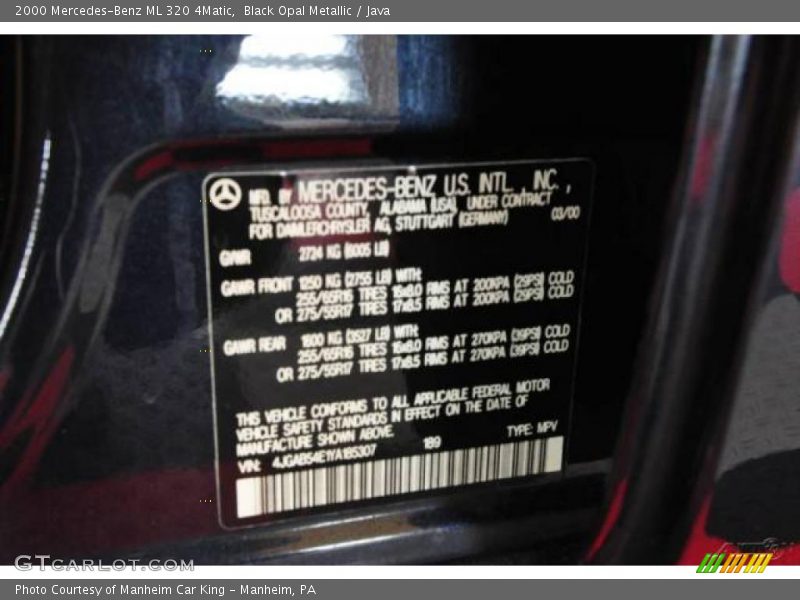 2000 Mercedes-Benz ML 320 4Matic, Black Opal Metallic / Java
MFD. BY MERCEDES-BENZ U.S. INTL., INC.,
TUSCALOOSA COUNTY, ALABAMA (USA), UNDER CONTRACT
FOR DAIMLERCHRYSLER AG, STUTTGART (GERMANY) 03/00
GVWR 2724 KG (6005 LB)
GAWR FRONT 1250 KG (2755 LB) WITH:
255/65R16 TIRES 16x8.0 RIMS AT 200KPA (29PSI) COLD
OR 275/55R17 TIRES 17x8.5 RIMS AT 200KPA (29PSI) COLD
GAWR REAR 1600 KG (3527 LB) WITH:
255/65R16 TIRES 16x8.0 RIMS AT 270KPA (39PSI) COLD
OR 275/55R17 TIRES 17x8.5 RIMS AT 270KPA (39PSI) COLD
THIS VEHICLE CONFORMS TO ALL APPLICABLE FEDERAL MOTOR
VEHICLE SAFETY STANDARDS IN EFFECT ON THE DATE OF
MANUFACTURE SHOWN ABOVE.
189 TYPE: MPV
VIN: 4JGAB54E1YA185307
GTCARLOT.COM
Photo Courtesy of Manheim Car King - Manheim, PA